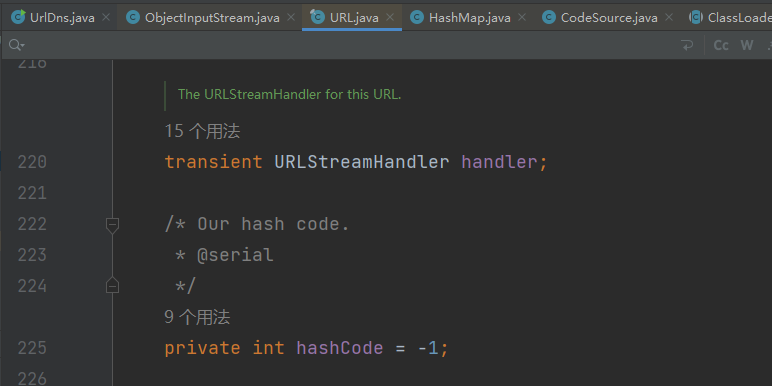 UrlDns.java ObjectInputStream.java URL.java HashMap.java CodeSource.java ClassLoade
Cc W
218
The URLStreamHandler for this URL.
15 个用法
220 transient URLStreamHandler handler;
221
222 /* Our hash code.
223 * @serial
224 */
9 个用法
225 private int hashCode = -1;
226